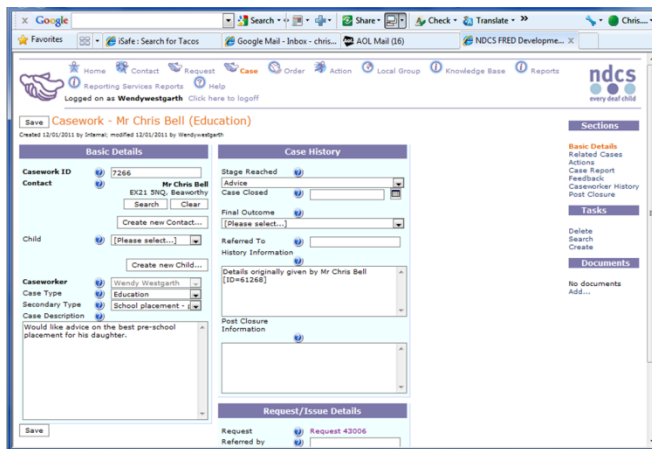 x Google Search Share Check Translate » Chris...
Favorites iSafe : Search for Tacos Google Mail - Inbox - chris... AOL Mail (16) NDCS FRED Developme... X
Home Contact Request Case Order Action Local Group Knowledge Base Reports
Reporting Services Reports Help
ndcs
every deaf child
Logged on as Wendywestgarth Click here to logoff
Save Casework - Mr Chris Bell (Education)
Created 12/01/2011 by Internal; modified 12/01/2011 by Wendywestgarth
Basic Details
Casework ID 7266
Contact Mr Chris Bell
EX21 5NQ, Beaworthy
Search Clear
Create new Contact...
Child [Please select...]
Create new Child...
Caseworker Wendy Westgarth
Case Type Education
Secondary Type School placement -
Case Description
Would like advice on the best pre-school
placement for his daughter.
Save
Case History
Stage Reached
Advice
Case Closed
Final Outcome
[Please select...]
Referred To
History Information
Details originally given by Mr Chris Bell
[ID=61268]
Post Closure
Information
Request/Issue Details
Request Request 43006
Referred by
Sections
Basic Details
Related Cases
Actions
Case Report
Feedback
Caseworker History
Post Closure
Tasks
Delete
Search
Create
Documents
No documents
Add...